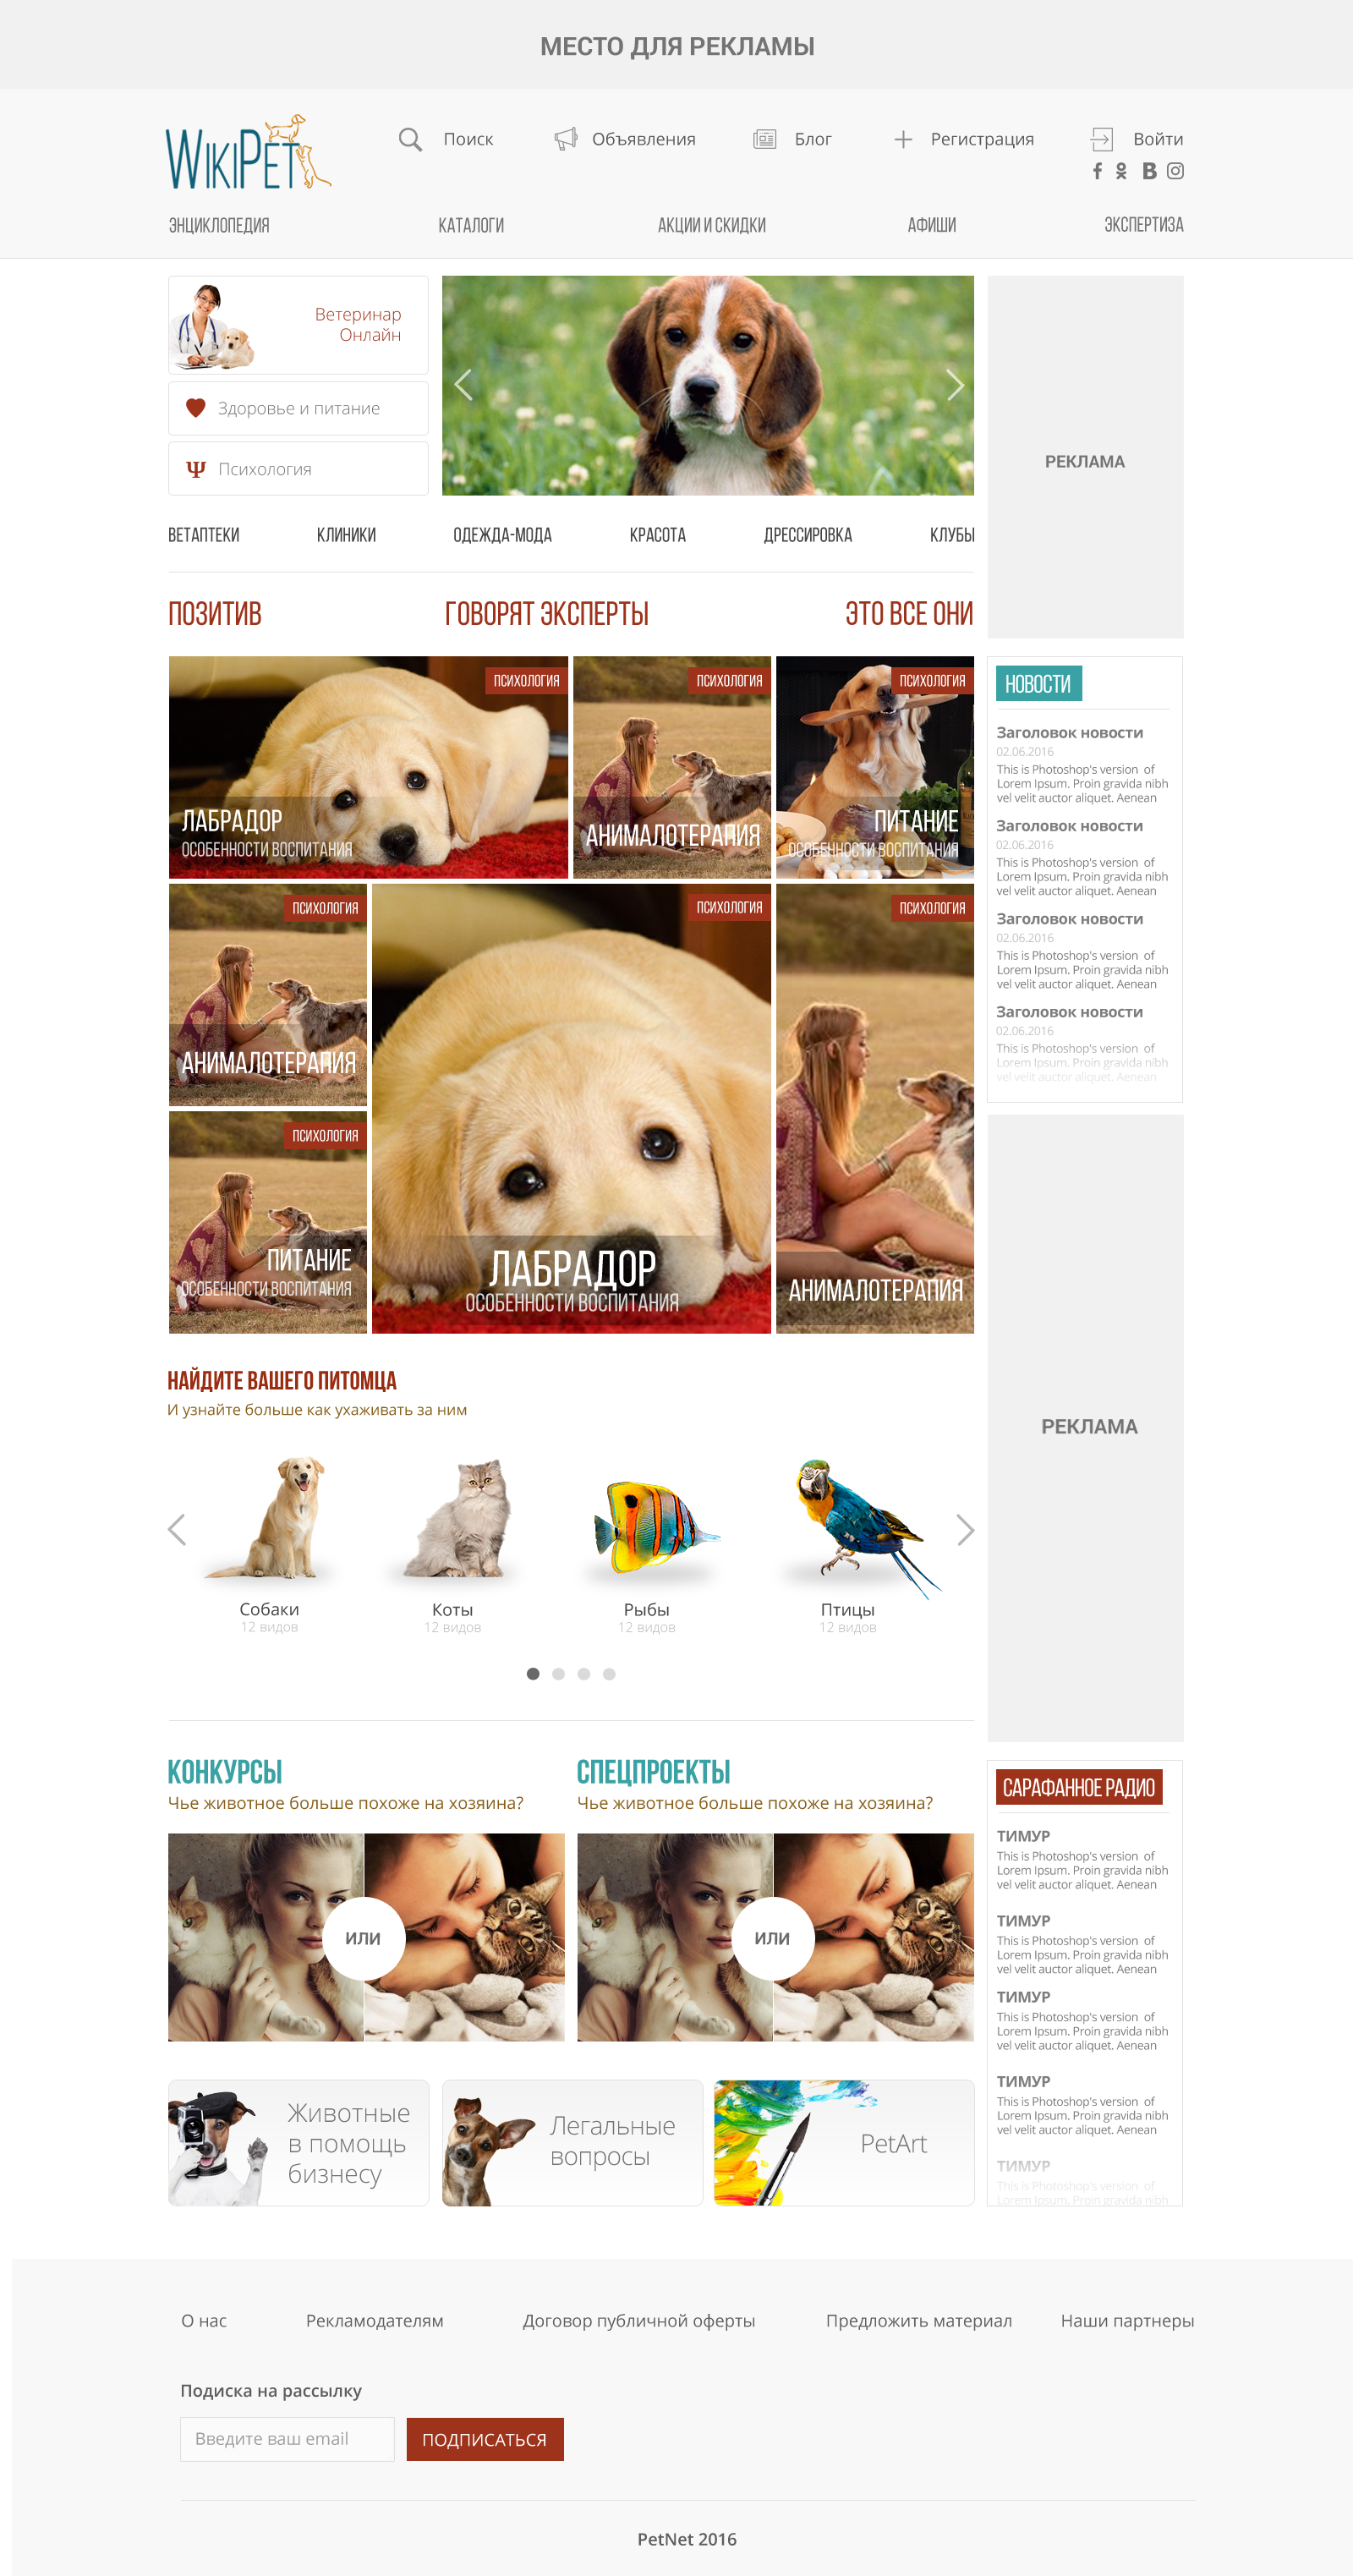 МЕСТО ДЛЯ РЕКЛАМЫ
WIKIPET
Поиск
Объявления
Блог
Регистрация
Войти
ЭНЦИКЛОПЕДИЯ
КАТАЛОГИ
АКЦИИ И СКИДКИ
АФИШИ
ЭКСПЕРТИЗА
Ветеринар
Онлайн
Здоровье и питание
Ψ Психология
РЕКЛАМА
ВЕТАПТЕКИ
КЛИНИКИ
ОДЕЖДА-МОДА
КРАСОТА
ДРЕССИРОВКА
КЛУБЫ
ПОЗИТИВ
ГОВОРЯТ ЭКСПЕРТЫ
ЭТО ВСЕ ОНИ
ПСИХОЛОГИЯ
ЛАБРАДОР
ОСОБЕННОСТИ ВОСПИТАНИЯ
ПСИХОЛОГИЯ
АНИМАЛОТЕРАПИЯ
ПСИХОЛОГИЯ
ПИТАНИЕ
ОСОБЕННОСТИ ВОСПИТАНИЯ
ПСИХОЛОГИЯ
АНИМАЛОТЕРАПИЯ
ПСИХОЛОГИЯ
ПИТАНИЕ
ОСОБЕННОСТИ ВОСПИТАНИЯ
ПСИХОЛОГИЯ
ЛАБРАДОР
ОСОБЕННОСТИ ВОСПИТАНИЯ
ПСИХОЛОГИЯ
АНИМАЛОТЕРАПИЯ
НОВОСТИ
Заголовок новости
02.06.2016
This is Photoshop's version of
Lorem Ipsum. Proin gravida nibh
vel velit auctor aliquet. Aenean
Заголовок новости
02.06.2016
This is Photoshop's version of
Lorem Ipsum. Proin gravida nibh
vel velit auctor aliquet. Aenean
Заголовок новости
02.06.2016
This is Photoshop's version of
Lorem Ipsum. Proin gravida nibh
vel velit auctor aliquet. Aenean
Заголовок новости
02.06.2016
This is Photoshop's version of
Lorem Ipsum. Proin gravida nibh
vel velit auctor aliquet. Aenean
РЕКЛАМА
НАЙДИТЕ ВАШЕГО ПИТОМЦА
И узнайте больше как ухаживать за ним
Собаки
12 видов
Коты
12 видов
Рыбы
12 видов
Птицы
12 видов
КОНКУРСЫ
Чье животное больше похоже на хозяина?
ИЛИ
СПЕЦПРОЕКТЫ
Чье животное больше похоже на хозяина?
ИЛИ
САРАФАННОЕ РАДИО
ТИМУР
This is Photoshop's version of
Lorem Ipsum. Proin gravida nibh
vel velit auctor aliquet. Aenean
ТИМУР
This is Photoshop's version of
Lorem Ipsum. Proin gravida nibh
vel velit auctor aliquet. Aenean
ТИМУР
This is Photoshop's version of
Lorem Ipsum. Proin gravida nibh
vel velit auctor aliquet. Aenean
ТИМУР
This is Photoshop's version of
Lorem Ipsum. Proin gravida nibh
vel velit auctor aliquet. Aenean
ТИМУР
This is Photoshop's version of
Lorem Ipsum. Proin gravida nibh
Животные
в помощь
бизнесу
Легальные
вопросы
PetArt
О нас
Рекламодателям
Договор публичной оферты
Предложить материал
Наши партнеры
Подиска на рассылку
Введите ваш email
ПОДПИСАТЬСЯ
PetNet 2016